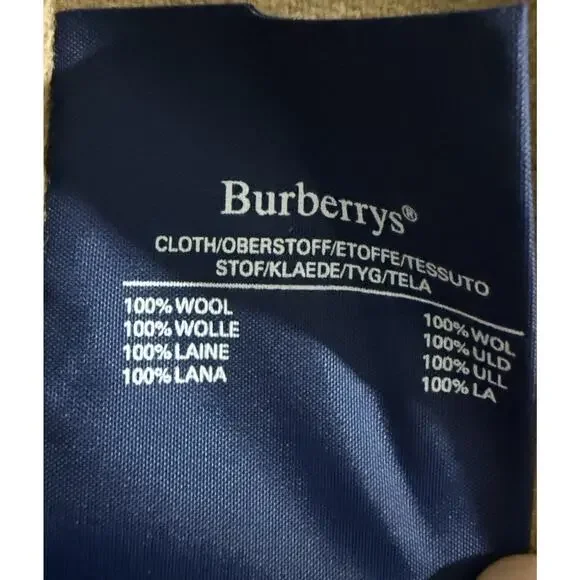 Burberrys®
CLOTH/OBERSTOFF/ETOFFE/TESSUTO
STOF/KLAEDE/TYG/TELA
100% WOOL
100% WOLLE
100% LAINE
100% LANA
100% WOL
100% ULD
100% ULL
100% LA